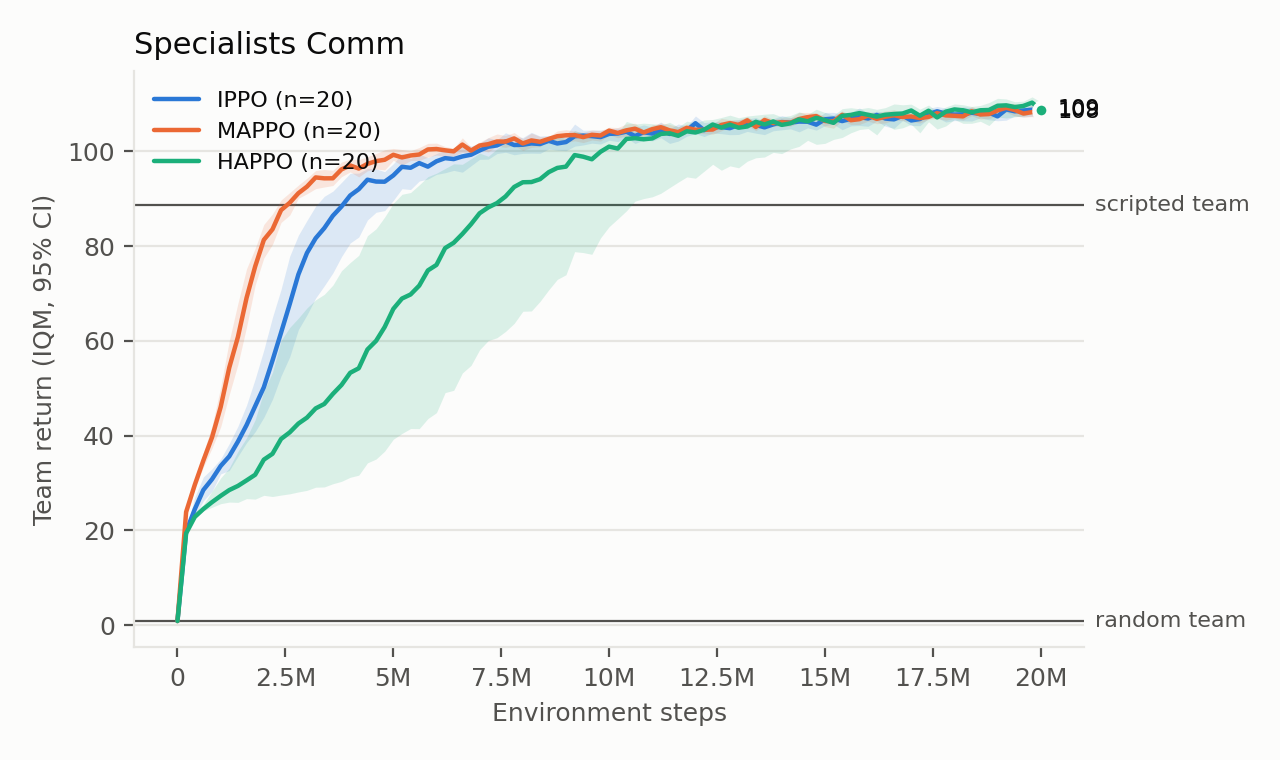 Specialists Comm
IPPO (n=20)
MAPPO (n=20)
HAPPO (n=20)
109
100
80
60
40
20
0
scripted team
random team
Team return (IQM, 95% CI)
0 2.5M 5M 7.5M 10M 12.5M 15M 17.5M 20M
Environment steps